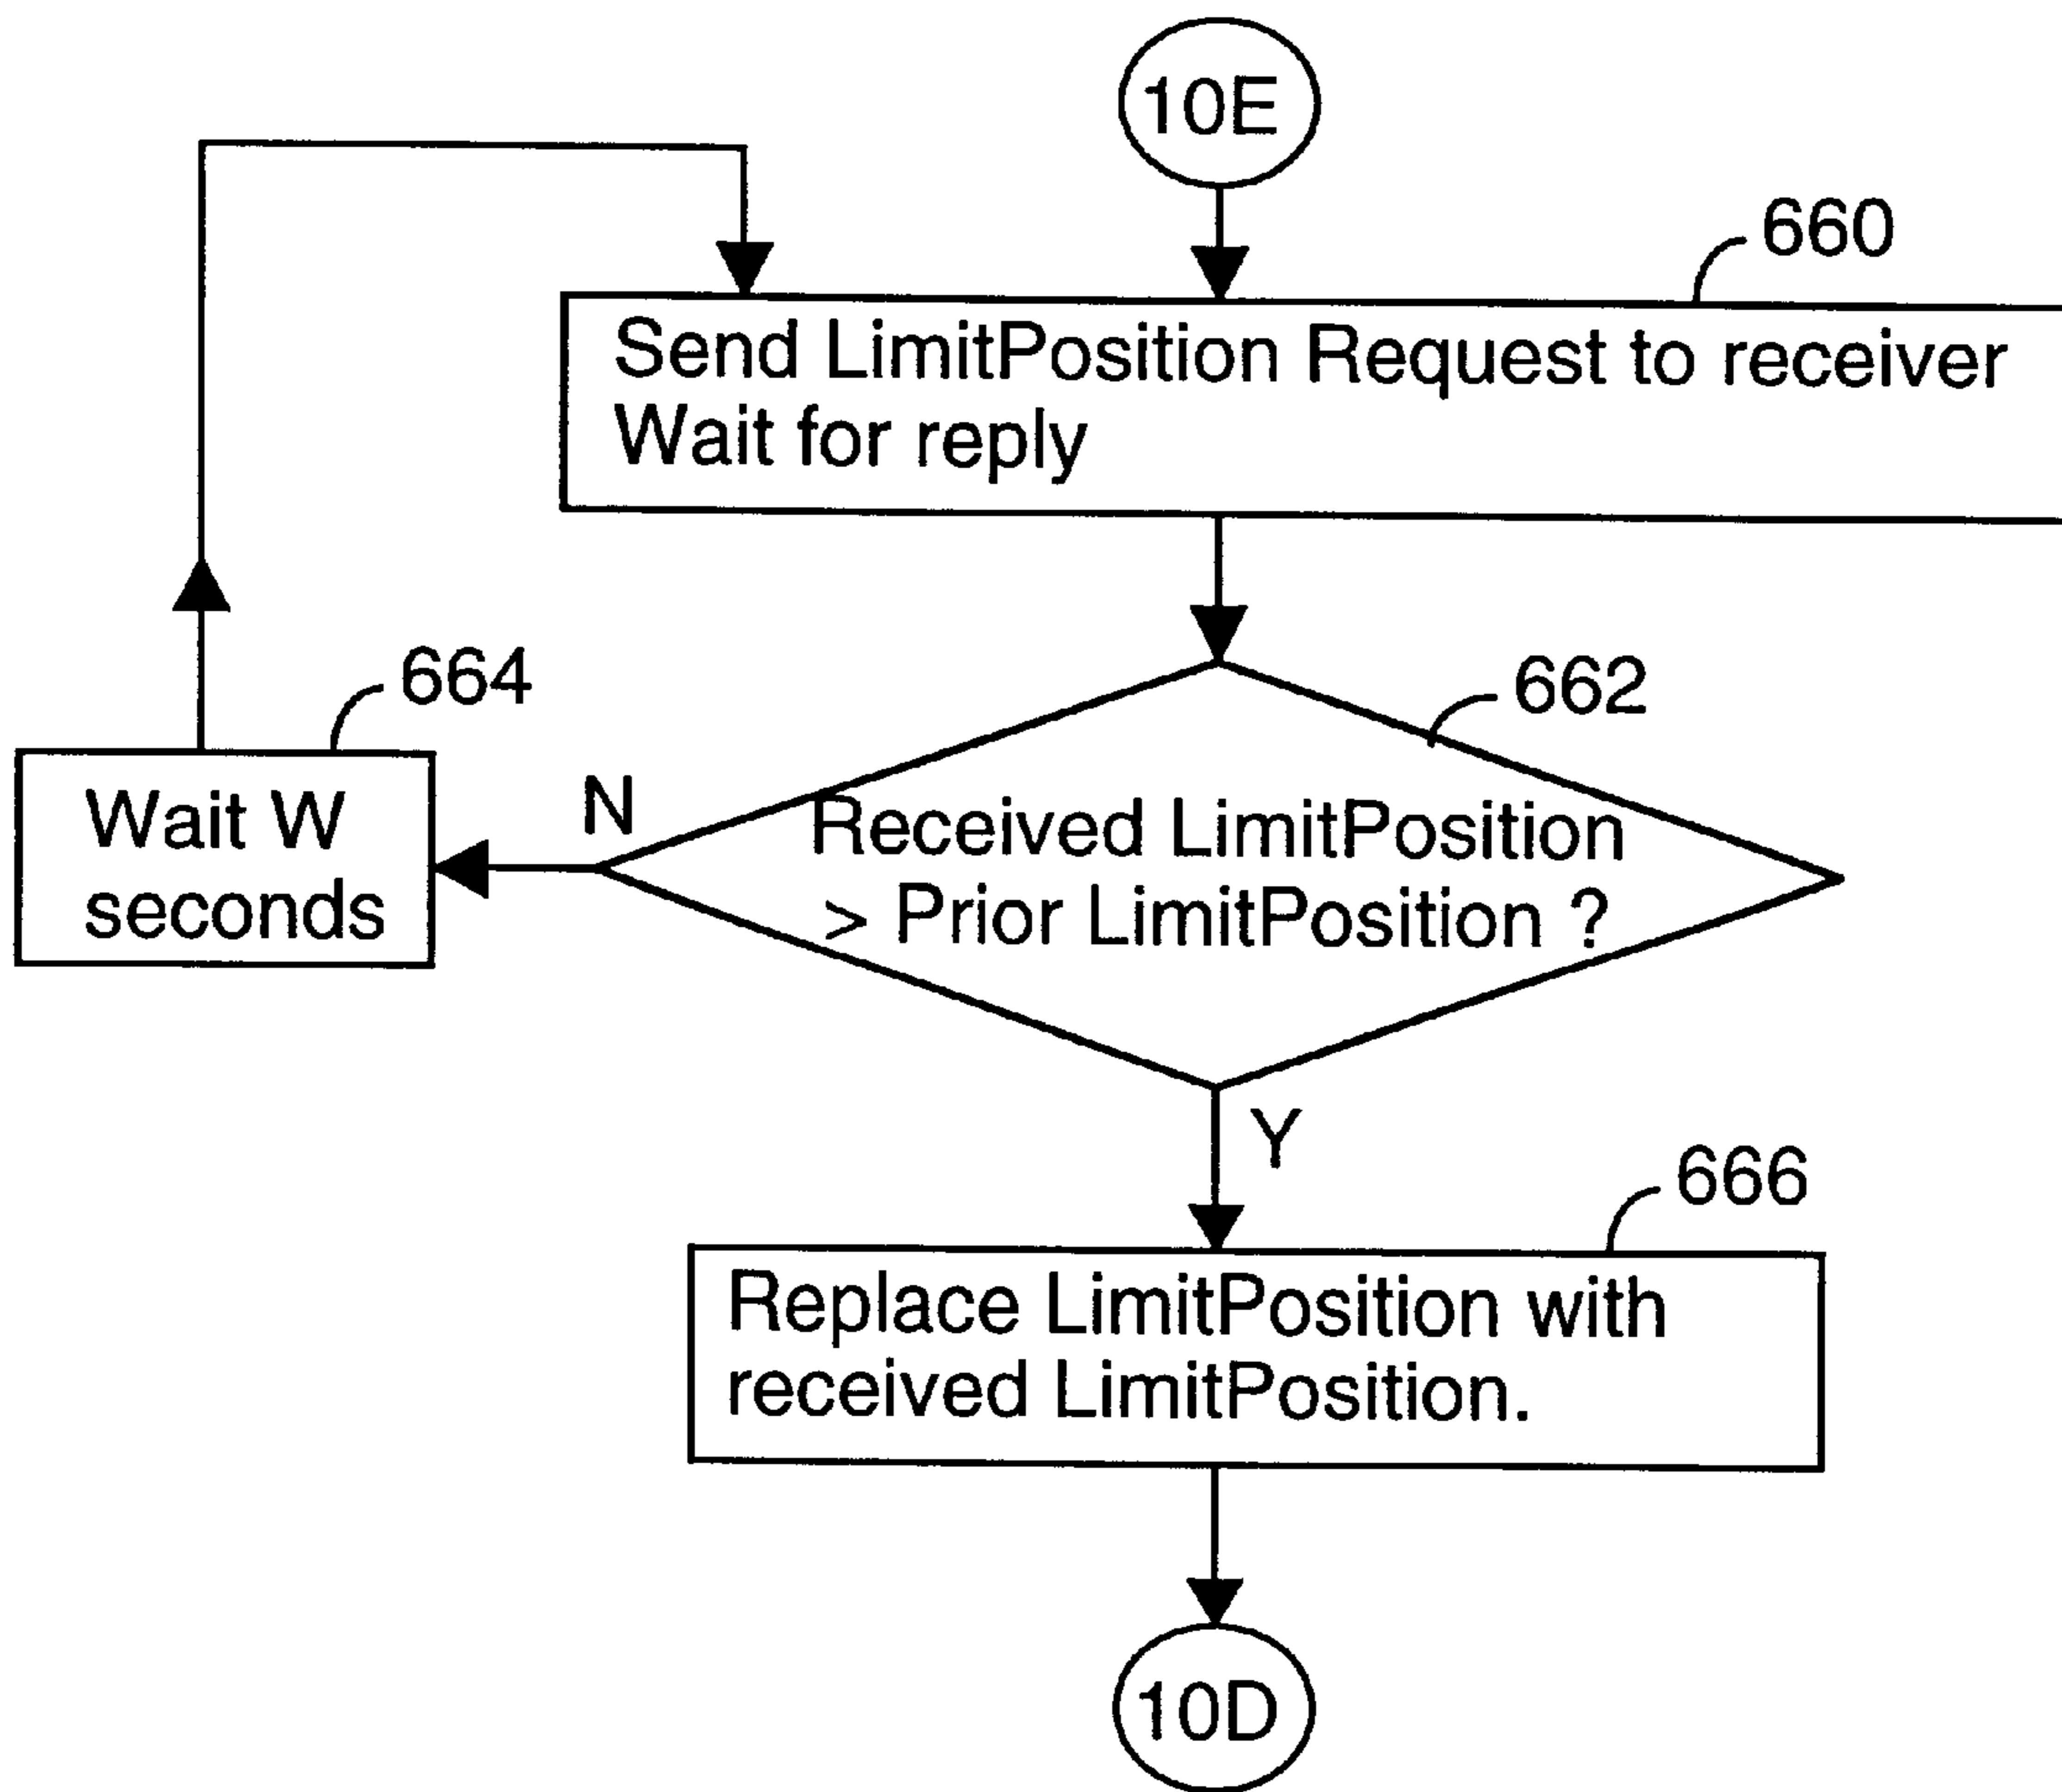 10E
660
Send LimitPosition Request to receiver
Wait for reply
664
662
Wait W
seconds
N
Received LimitPosition
> Prior LimitPosition ?
Y
666
Replace LimitPosition with
received LimitPosition.
10D